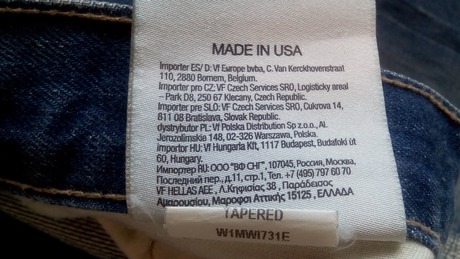 MADE IN USA
Importer ES/ D: Vf Europe bvba, C. Van Kerckhovenstraat
110, 2880 Bornem, Belgium.
Importer pro CZ: VF Czech Services SRO, Logisticky areal
– Park D8, 250 67 Klecany, Czech Republic.
Importer pre SLO: VF Czech Services SRO, Cukrova 14,
811 08 Bratislava, Slovak Republic.
dystrybutor PL: Vf Polska Distribution Sp z.o.o., Al.
Jerozolimskie 148, 02-326 Warszawa, Polska.
importor HU: Vf Hungaria Kft, 1117 Budapest, Budafoki út
60, Hungary.
Импортер RU: ООО "ВФ СНГ", 107045, Россия, Москва,
Последний пер., д.11, стр.1, Тел: +7 (495) 797 60 70
VF HELLAS AEE , Λ.Κηφισίας 38 , Παράδεισος
Αμαρουσίου, Μαρουσι Αττικής 15125 , ΕΛΛΑΔΑ
TAPERED
W1MWI731E